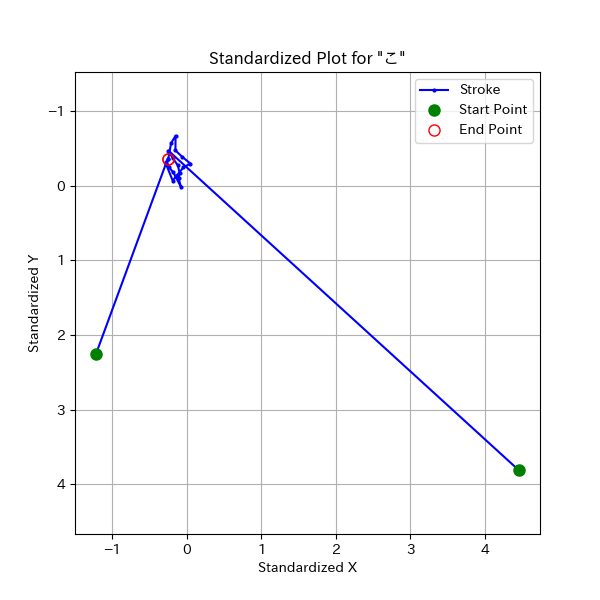 Standardized Plot for "こ"
Stroke
Start Point
End Point
−1
0
1
2
3
4
Standardized Y
−1 0 1 2 3 4
Standardized X